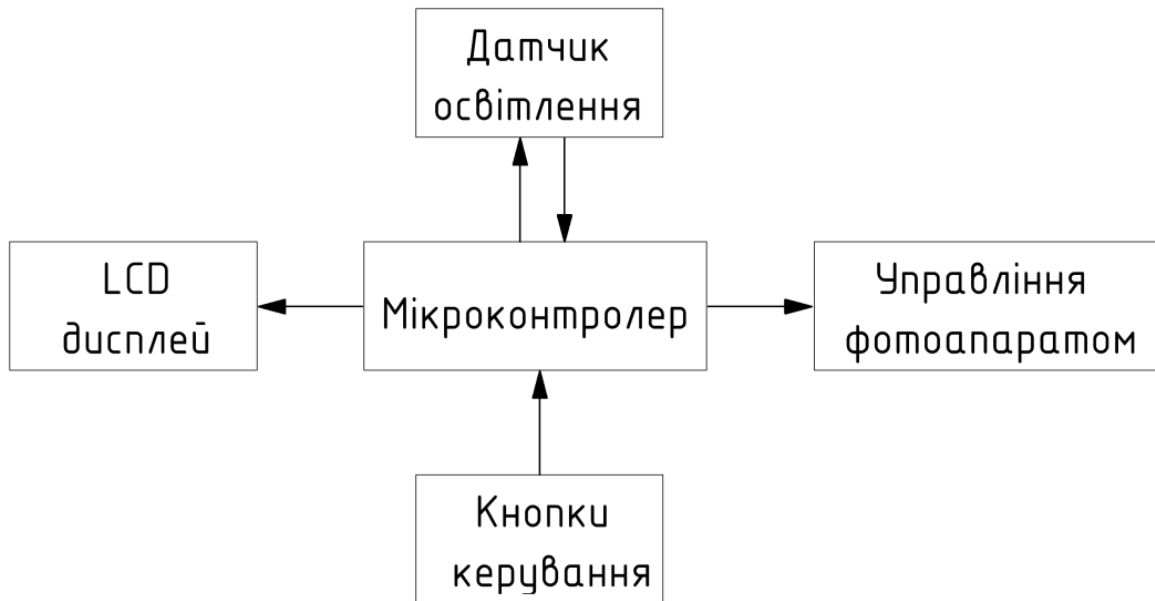 Датчик
освітлення
LCD
дисплей
Мікроконтролер
Управління
фотоапаратом
Кнопки
керування